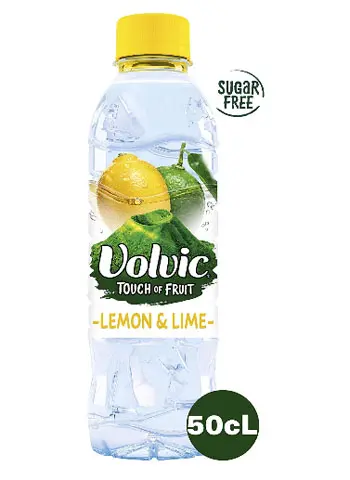 SUGAR
FREE
Volvic
TOUCH OF FRUIT
-LEMON & LIME-
50cL